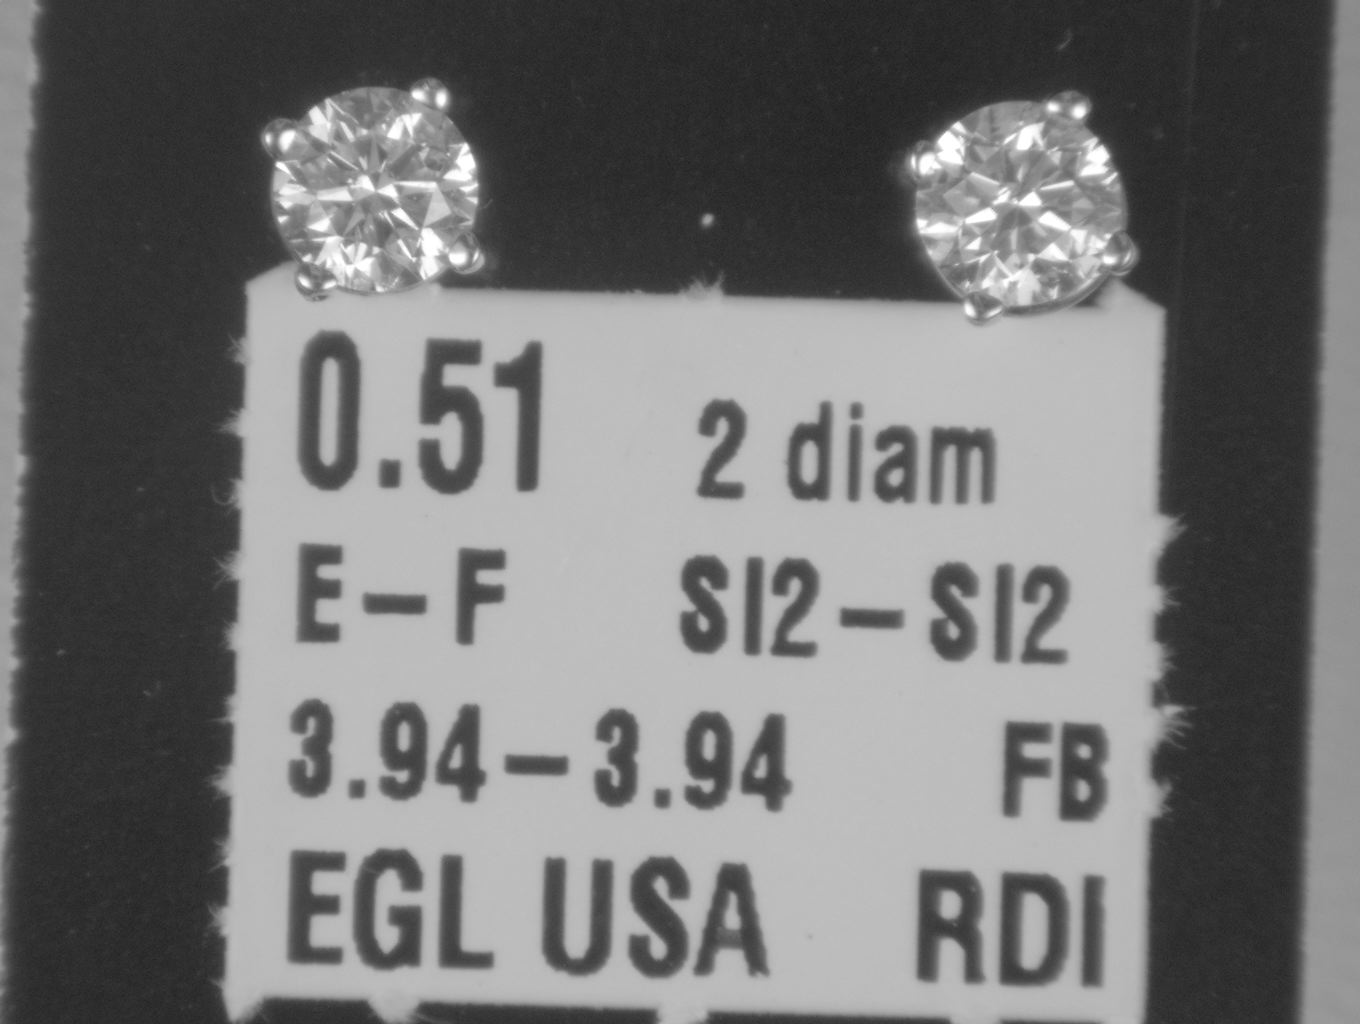 0.51 2 diam
E-F SI2-SI2
3.94-3.94 FB
EGL USA RDI